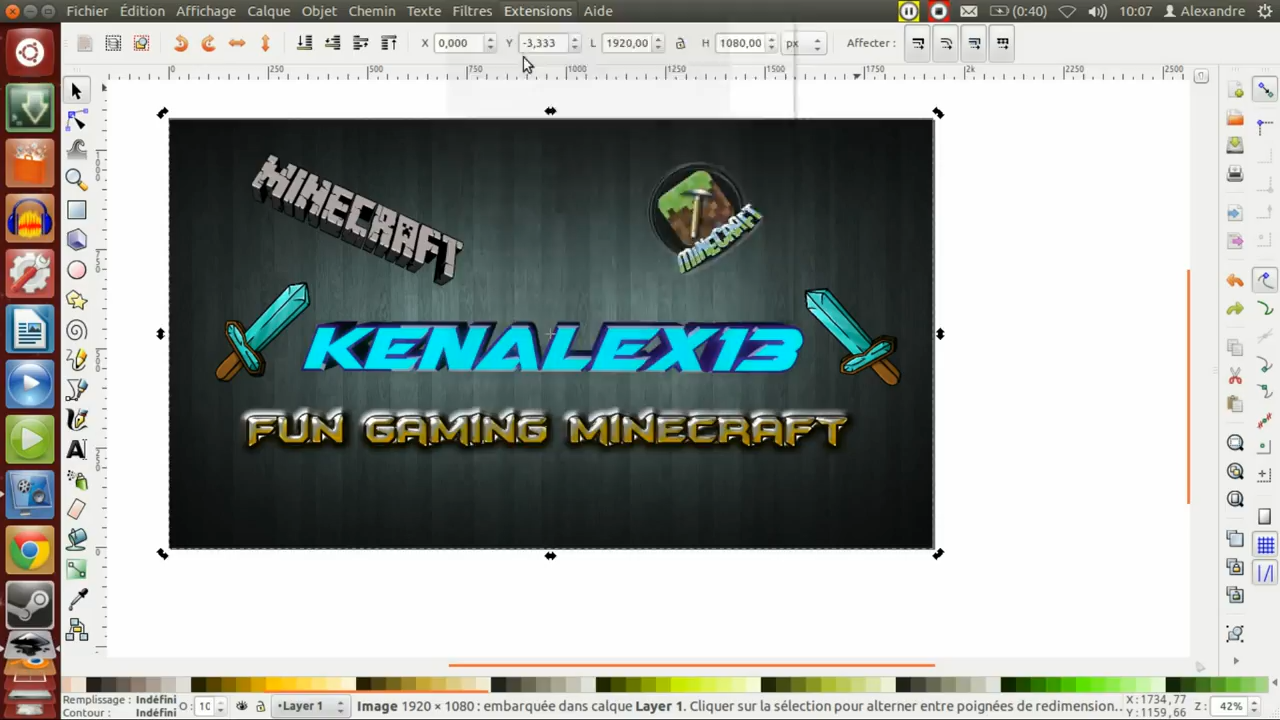 Fichier Édition Affichage Calque Objet Chemin Texte Filtres Extensions Aide (0:40) 10:07 Alexandre
X 0,000 Y -3,333 L 1920,00 H 1080,00 px Affecter :
0 250 500 750 1000 1250 1500 1750 2k 2250 2500
MINECRAFT
MINECRAFT
KENALEX13
FUN GAMING MINECRAFT
Remplissage : Indéfini
Contour : Indéfini
O : 10
Layer 1
Image 1920 × 1080 : embarquée dans calque Layer 1. Cliquer sur la sélection pour alterner entre poignées de redimension...
X : 1734,77
Y : 1159,66
Z : 42%